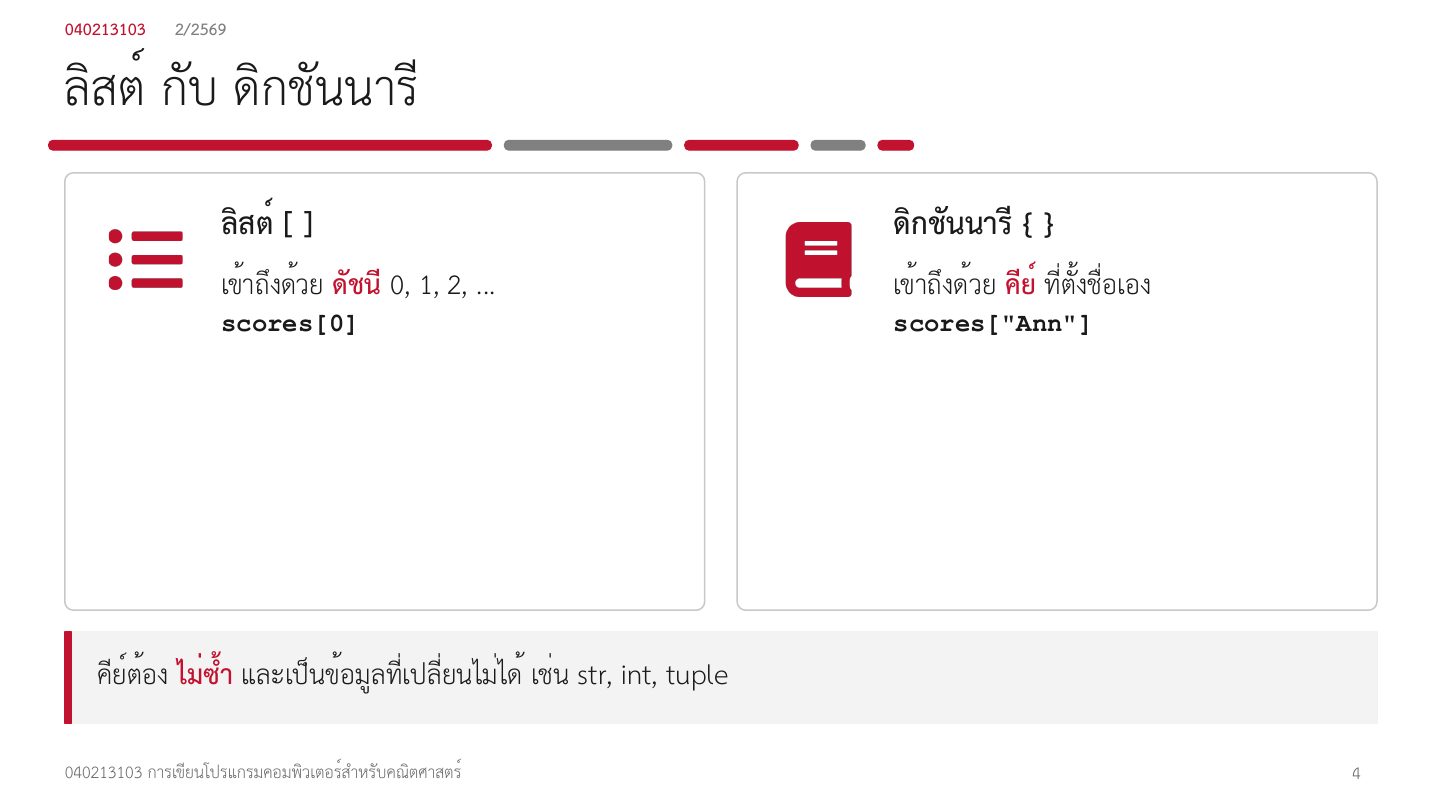 040213103 2/2569
ลิสต์ กับ ดิกชันนารี
ลิสต์ [ ]
เข้าถึงด้วย ดัชนี 0, 1, 2, ...
scores[0]
ดิกชันนารี { }
เข้าถึงด้วย คีย์ ที่ตั้งชื่อเอง
scores["Ann"]
คีย์ต้อง ไม่ซ้ำ และเป็นข้อมูลที่เปลี่ยนไม่ได้ เช่น str, int, tuple
040213103 การเขียนโปรแกรมคอมพิวเตอร์สำหรับคณิตศาสตร์
4